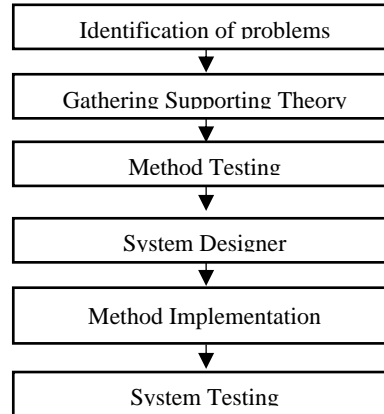 Identification of problems
Gathering Supporting Theory
Method Testing
System Designer
Method Implementation
System Testing